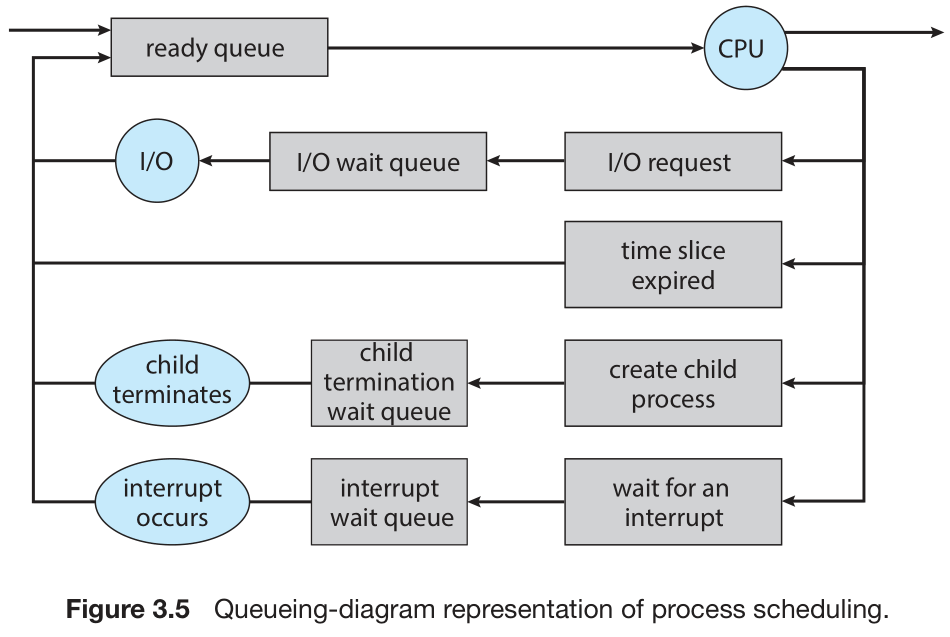 ready queue
CPU
I/O
I/O wait queue
I/O request
time slice
expired
child
terminates
child
termination
wait queue
create child
process
interrupt
occurs
interrupt
wait queue
wait for an
interrupt
Figure 3.5 Queueing-diagram representation of process scheduling.